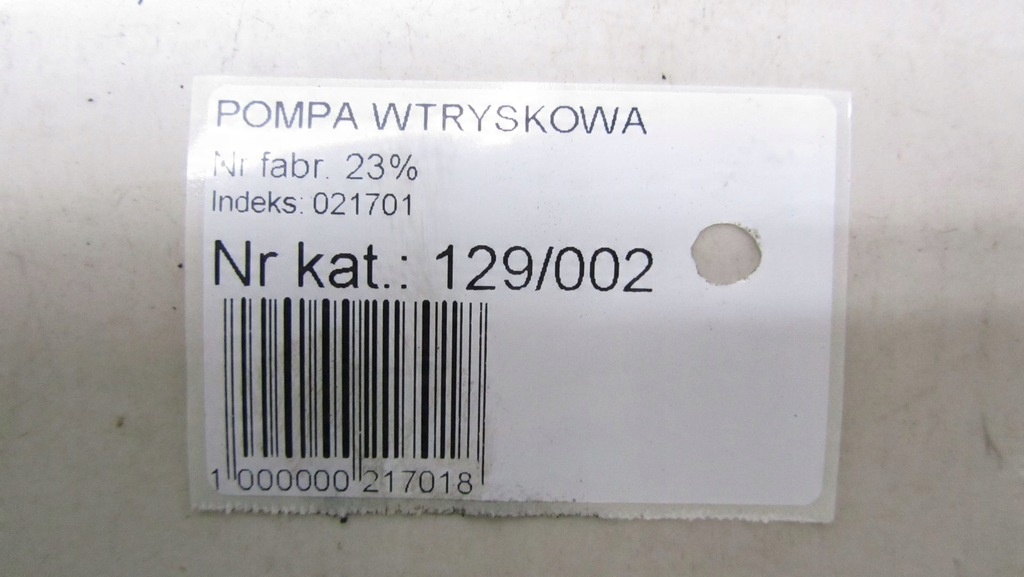 POMPA WTRYSKOWA
Nr fabr. 23%
Indeks: 021701
Nr kat.: 129/002
1 000000 217018